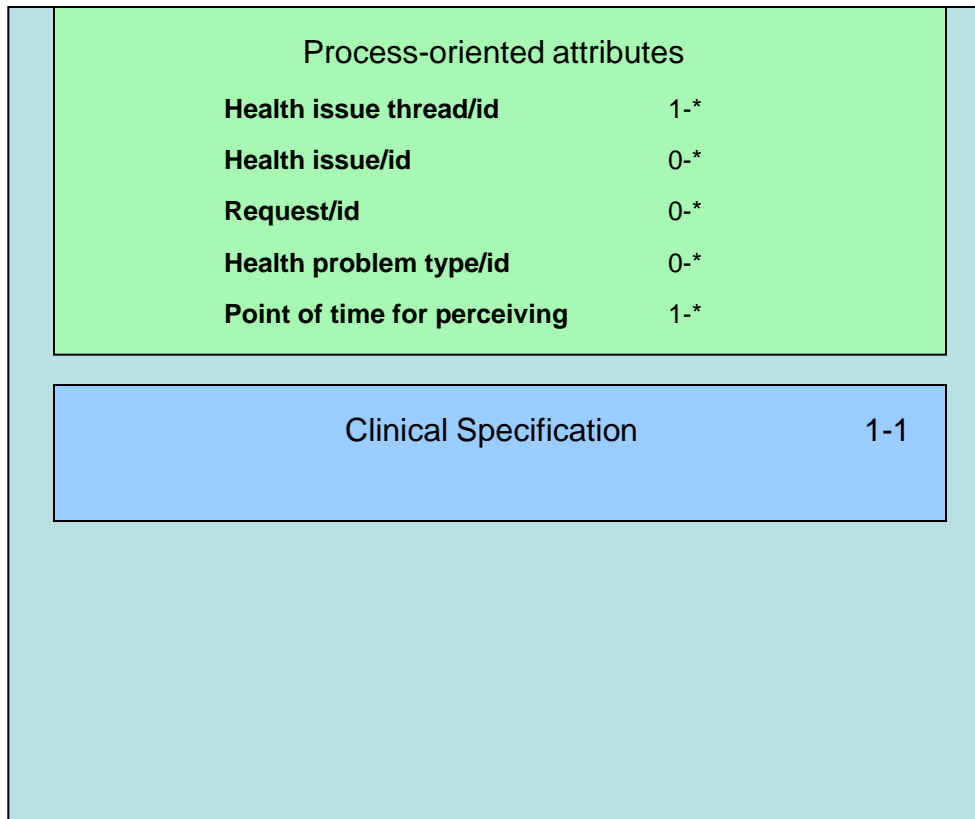 Process-oriented attributes
Health issue thread/id 1-*
Health issue/id 0-*
Request/id 0-*
Health problem type/id 0-*
Point of time for perceiving 1-*
Clinical Specification 1-1